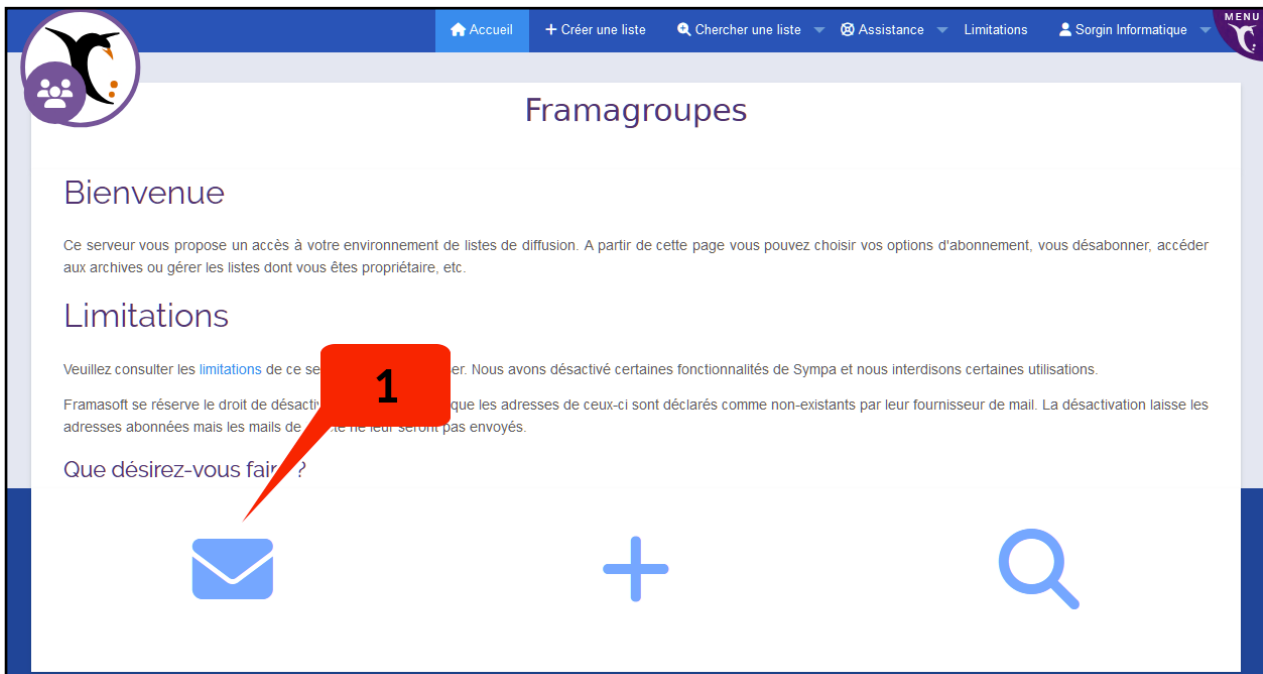 Accueil + Créer une liste Chercher une liste Assistance Limitations Sorgin Informatique MENU
Framagroupes
Bienvenue
Ce serveur vous propose un accès à votre environnement de listes de diffusion. A partir de cette page vous pouvez choisir vos options d'abonnement, vous désabonner, accéder
aux archives ou gérer les listes dont vous êtes propriétaire, etc.
Limitations
Veuillez consulter les limitations de ce se er. Nous avons désactivé certaines fonctionnalités de Sympa et nous interdisons certaines utilisations.
1
Framasoft se réserve le droit de désacti que les adresses de ceux-ci sont déclarés comme non-existants par leur fournisseur de mail. La désactivation laisse les
adresses abonnées mais les mails de ne leur seront pas envoyés.
Que désirez-vous faire ?